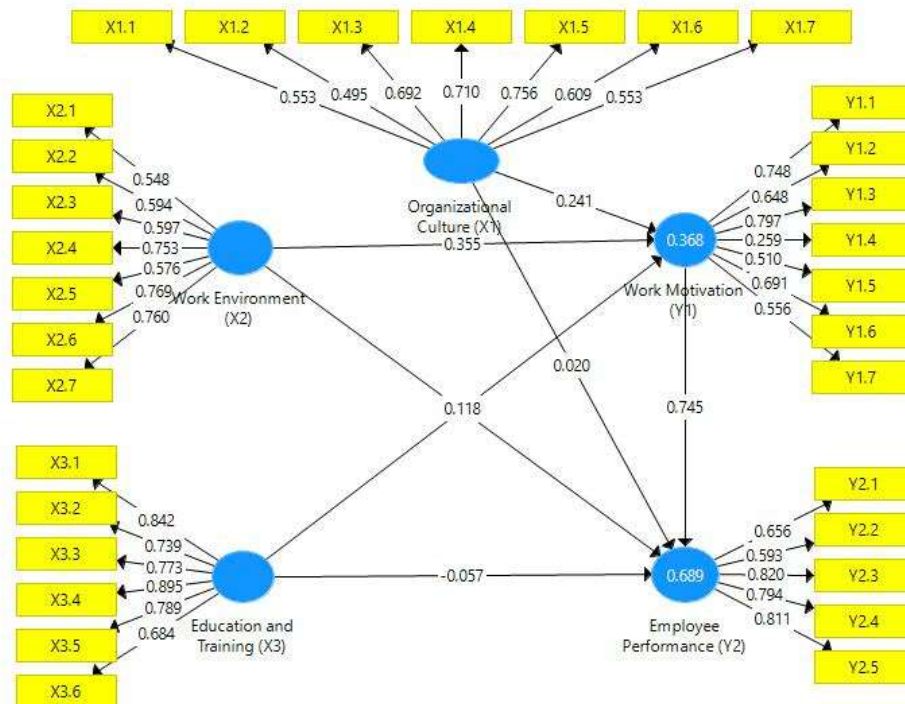 X1.1
X1.2
X1.3
X1.4
X1.5
X1.6
X1.7
0.553
0.495
0.692
0.710
0.756
0.609
0.553
Organizational
Culture (X1)
X2.1
X2.2
X2.3
X2.4
X2.5
X2.6
X2.7
0.548
0.594
0.597
0.753
0.576
0.769
0.760
Work Environment
(X2)
0.241
0.355
0.368
Work Motivation
(Y1)
0.748
0.648
0.797
0.259
0.510
0.691
0.556
Y1.1
Y1.2
Y1.3
Y1.4
Y1.5
Y1.6
Y1.7
0.118
0.020
0.745
X3.1
X3.2
X3.3
X3.4
X3.5
X3.6
0.842
0.739
0.773
0.895
0.789
0.684
Education and
Training (X3)
-0.057
0.689
Employee
Performance (Y2)
0.656
0.593
0.820
0.794
0.811
Y2.1
Y2.2
Y2.3
Y2.4
Y2.5